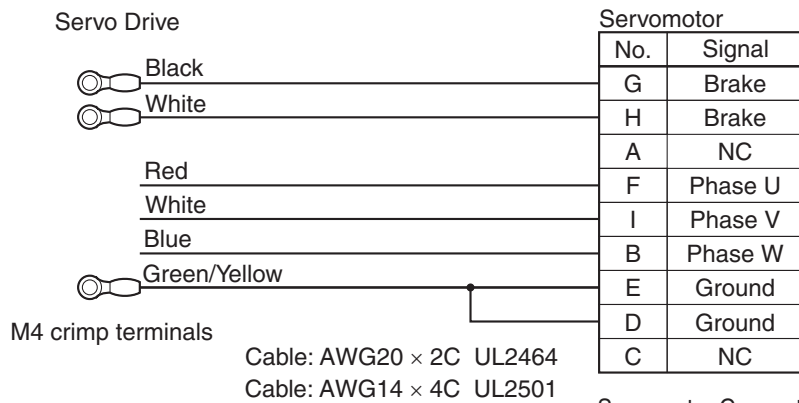 Servo Drive
Servomotor
No. Signal
Black
G Brake
White
H Brake
A NC
Red
F Phase U
White
I Phase V
Blue
B Phase W
Green/Yellow
E Ground
D Ground
M4 crimp terminals
C NC
Cable: AWG20 × 2C UL2464
Cable: AWG14 × 4C UL2501